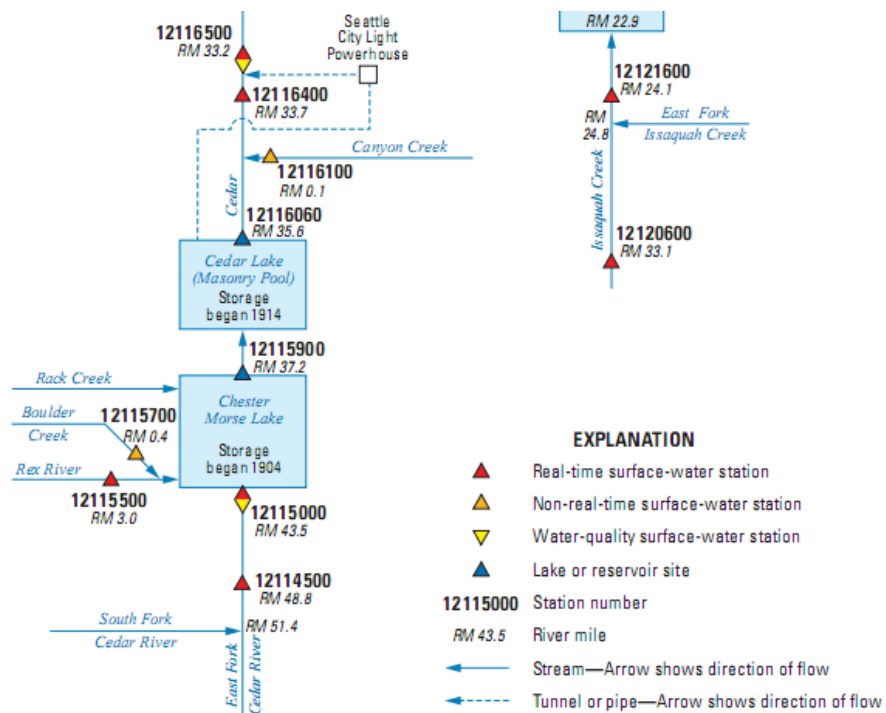 12116500
RM 33.2
Seattle
City Light
Powerhouse
12116400
RM 33.7
Canyon Creek
12116100
RM 0.1
Cedar
12116060
RM 35.6
Cedar Lake
(Masonry Pool)
Storage
began 1914
12115900
RM 37.2
Rack Creek
Chester
Morse Lake
Storage
began 1904
Boulder
Creek
12115700
RM 0.4
Rex River
12115500
RM 3.0
12115000
RM 43.5
12114500
RM 48.8
South Fork
Cedar River
RM 51.4
East Fork
Cedar River
RM 22.9
12121600
RM 24.1
RM
24.8
East Fork
Issaquah Creek
Issaquah Creek
12120600
RM 33.1
EXPLANATION
Real-time surface-water station
Non-real-time surface-water station
Water-quality surface-water station
Lake or reservoir site
12115000 Station number
RM 43.5 River mile
Stream—Arrow shows direction of flow
Tunnel or pipe—Arrow shows direction of flow